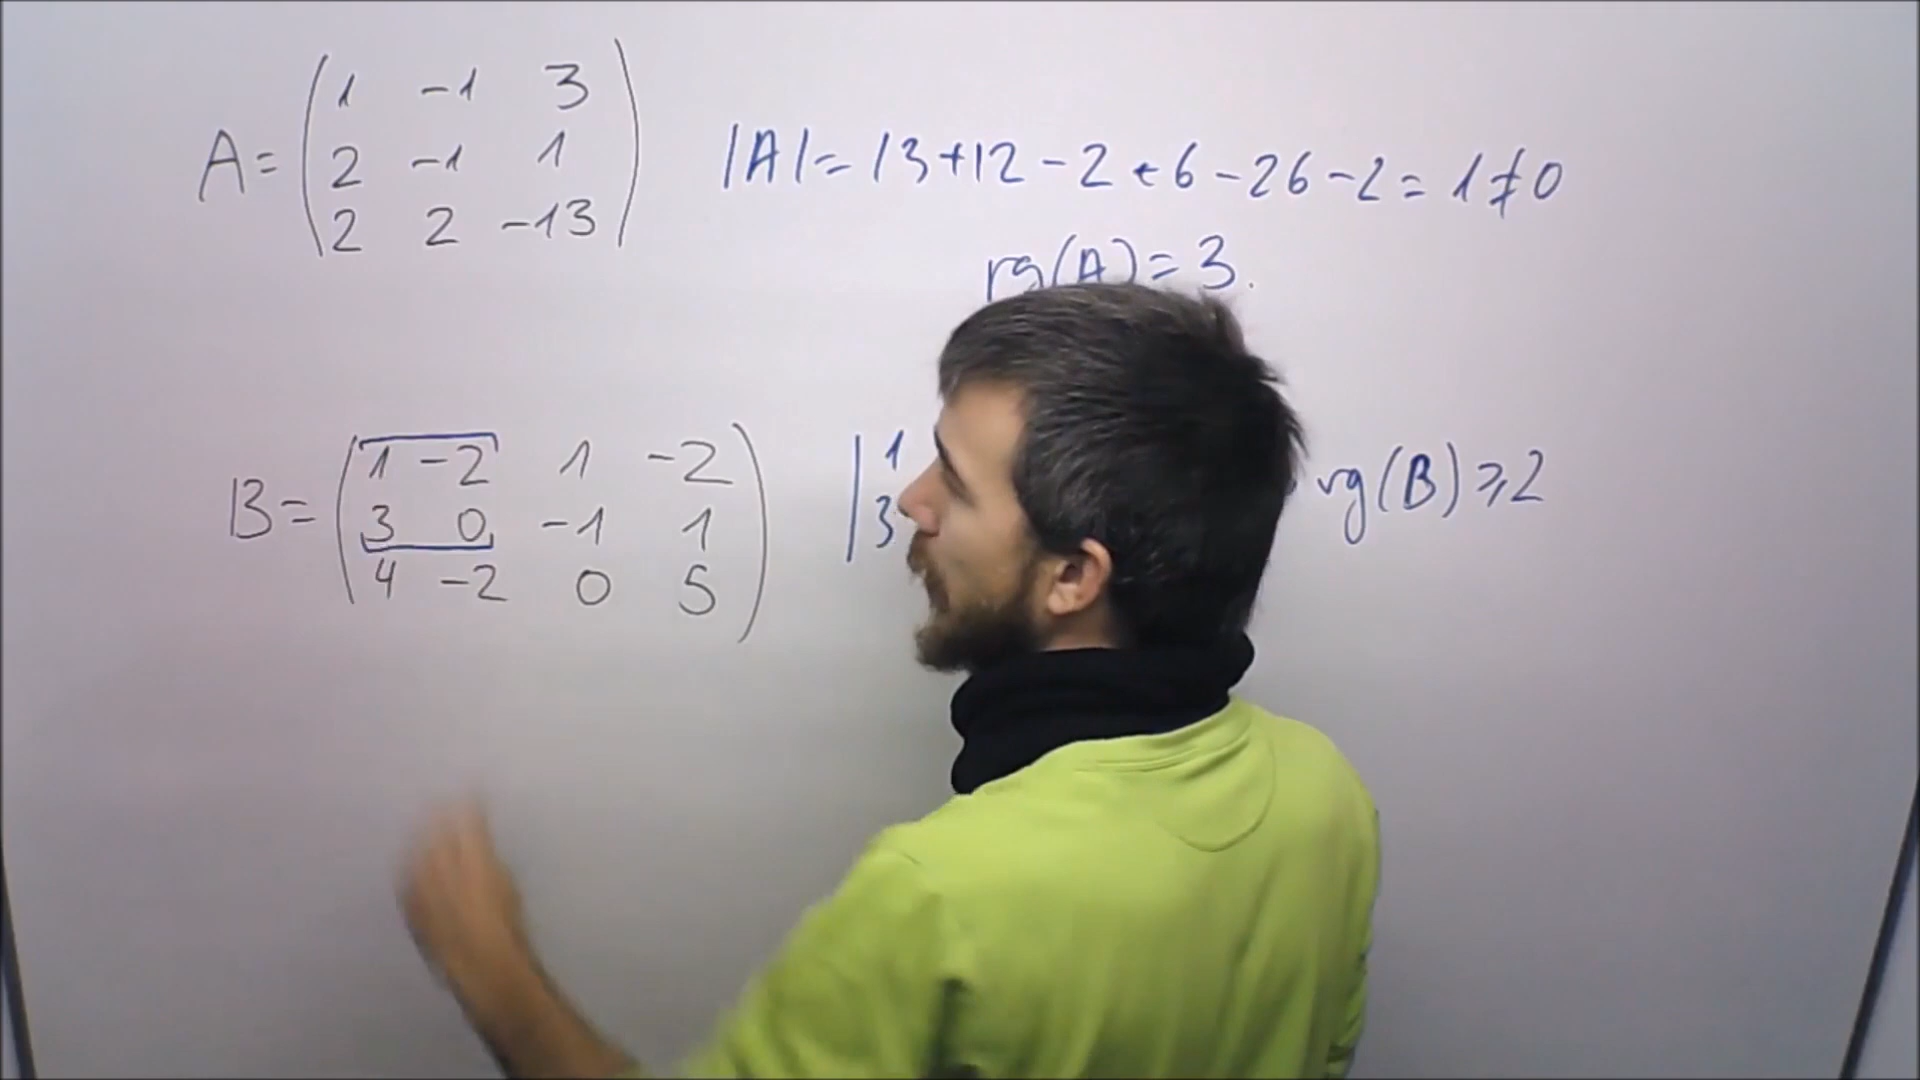 A = ( 1 -1 3
2 -1 1
2 2 -13 )
|A| = 13+12-2+6-26-2 = 1 ≠ 0
rg(A) = 3.
B = ( 1 -2 1 -2
3 0 -1 1
4 -2 0 5 )
| 1
3
rg(B) ⩾ 2